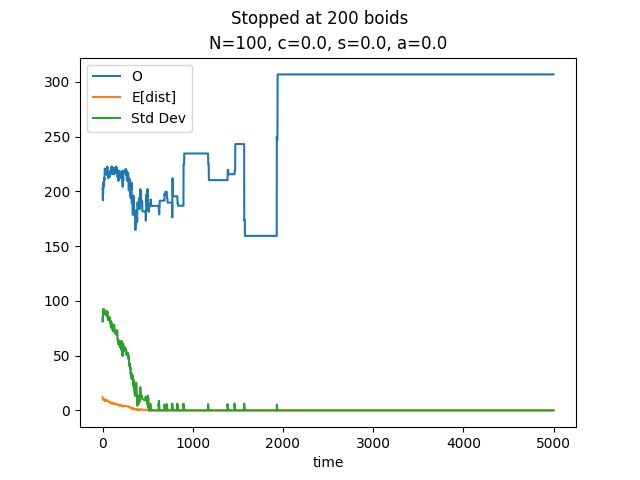 Stopped at 200 boids
N=100, c=0.0, s=0.0, a=0.0
O
E[dist]
Std Dev
300
250
200
150
100
50
0
0 1000 2000 3000 4000 5000
time